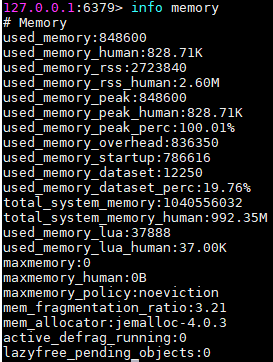 127.0.0.1:6379> info memory
# Memory
used_memory:848600
used_memory_human:828.71K
used_memory_rss:2723840
used_memory_rss_human:2.60M
used_memory_peak:848600
used_memory_peak_human:828.71K
used_memory_peak_perc:100.01%
used_memory_overhead:836350
used_memory_startup:786616
used_memory_dataset:12250
used_memory_dataset_perc:19.76%
total_system_memory:1040556032
total_system_memory_human:992.35M
used_memory_lua:37888
used_memory_lua_human:37.00K
maxmemory:0
maxmemory_human:0B
maxmemory_policy:noeviction
mem_fragmentation_ratio:3.21
mem_allocator:jemalloc-4.0.3
active_defrag_running:0
lazyfree_pending_objects:0